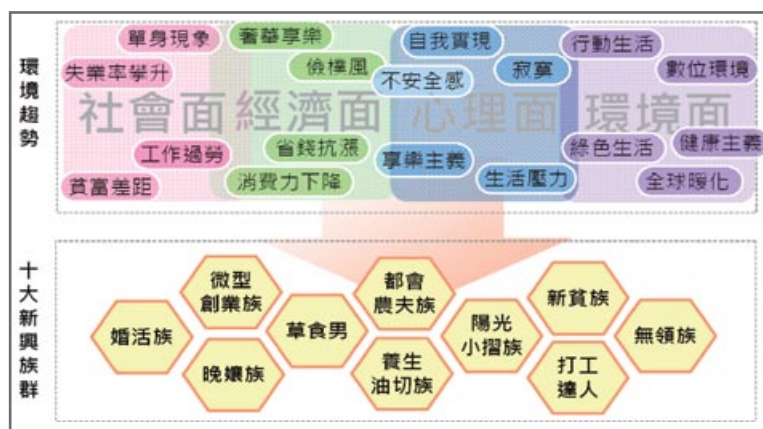 環境趨勢
單身現象
奢華享樂
自我實現
行動生活
失業率攀升
儉樸風
不安全感
寂寞
數位環境
社會面
經濟面
心理面
環境面
工作過勞
省錢抗漲
享樂主義
綠色生活
健康主義
貧富差距
消費力下降
生活壓力
全球暖化
十大新興族群
婚活族
微型
創業族
晚孃族
草食男
都會
農夫族
養生
油切族
陽光
小摺族
新貧族
打工
達人
無領族